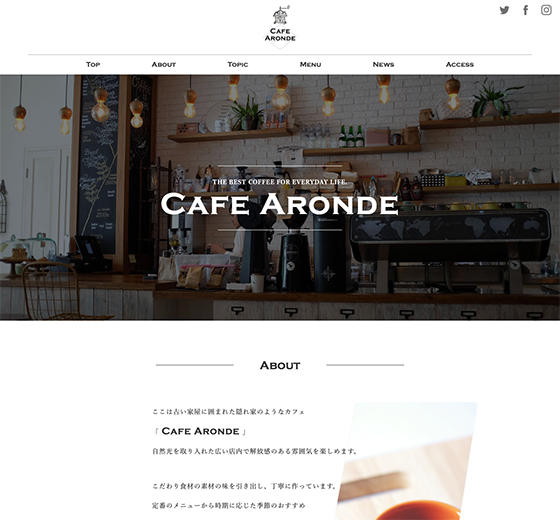 CAFE
ARONDE
TOP ABOUT TOPIC MENU NEWS ACCESS
THE BEST COFFEE FOR EVERYDAY LIFE.
CAFE ARONDE
ABOUT
ここは古い家屋に囲まれた隠れ家のようなカフェ
「 CAFE ARONDE 」
自然光を取り入れた広い店内で解放感のある雰囲気を楽しめます。
こだわり食材の素材の味を引き出し、丁寧に作っています。
定番のメニューから時期に応じた季節のおすすめ